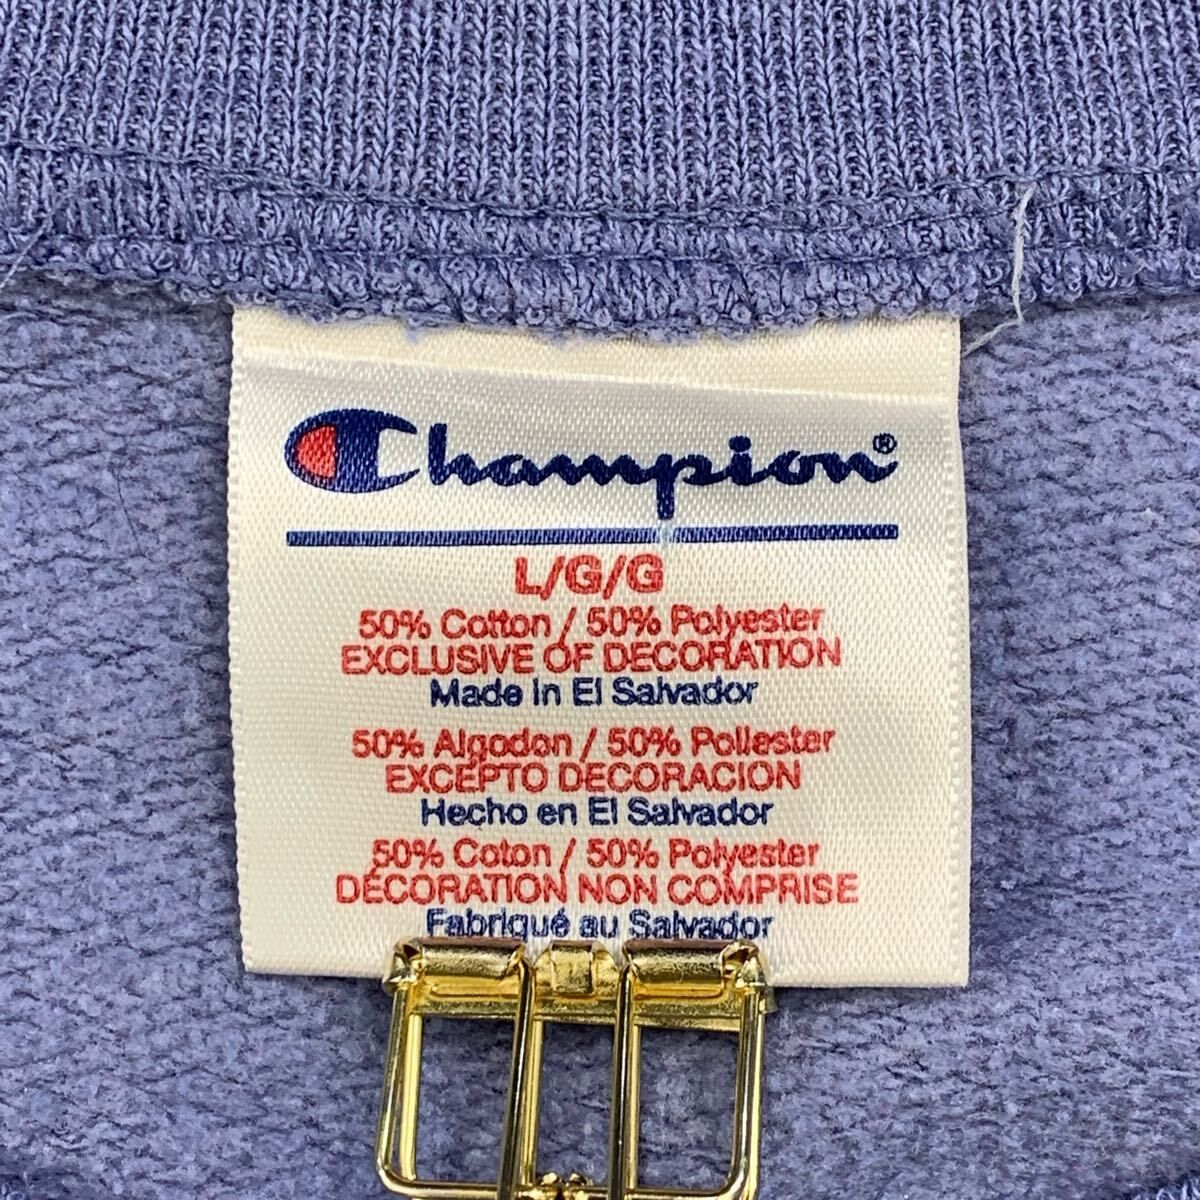 Champion®
L/G/G
50% Cotton / 50% Polyester
EXCLUSIVE OF DECORATION
Made In El Salvador
50% Algodon / 50% Poliester
EXCEPTO DECORACION
Hecho en El Salvador
50% Coton / 50% Polyester
DÉCORATION NON COMPRISE
Fabriqué au Salvador